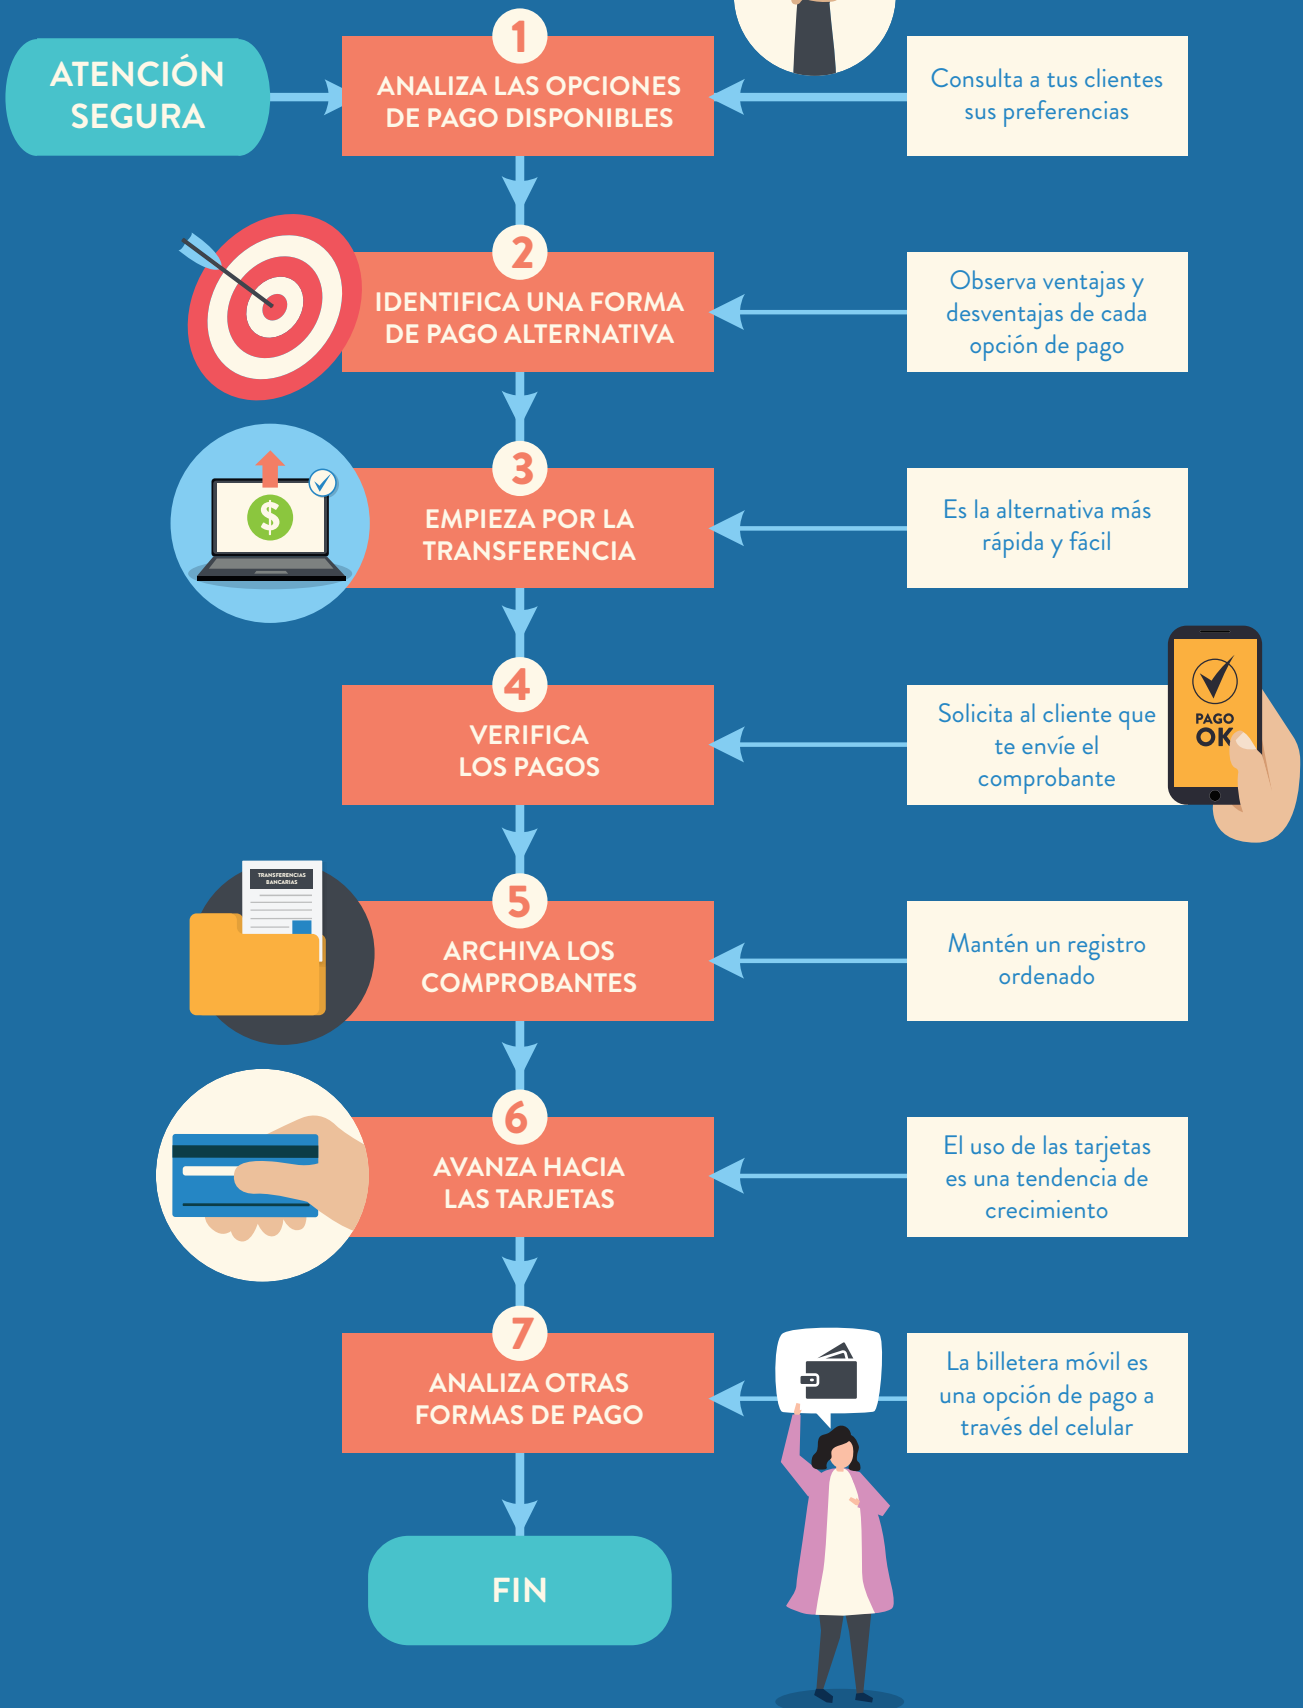 ATENCIÓN
SEGURA
1
ANALIZA LAS OPCIONES
DE PAGO DISPONIBLES
Consulta a tus clientes
sus preferencias
2
IDENTIFICA UNA FORMA
DE PAGO ALTERNATIVA
Observa ventajas y
desventajas de cada
opción de pago
$
3
EMPIEZA POR LA
TRANSFERENCIA
Es la alternativa más
rápida y fácil
4
VERIFICA
LOS PAGOS
Solicita al cliente que
te envíe el
comprobante
PAGO
OK
TRANSFERENCIAS
BANCARIAS
5
ARCHIVA LOS
COMPROBANTES
Mantén un registro
ordenado
6
AVANZA HACIA
LAS TARJETAS
El uso de las tarjetas
es una tendencia de
crecimiento
7
ANALIZA OTRAS
FORMAS DE PAGO
La billetera móvil es
una opción de pago a
través del celular
FIN